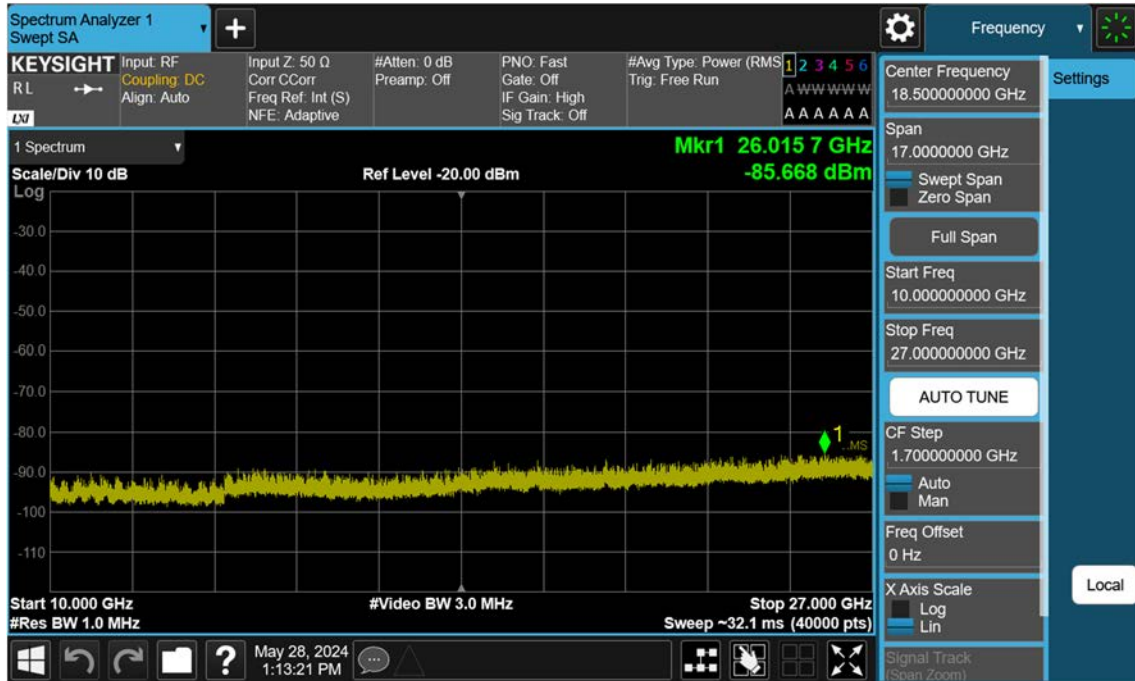 Spectrum Analyzer 1
Swept SA
Frequency
KEYSIGHT
R L
LXI
Input: RF
Coupling: DC
Align: Auto
Input Z: 50 Ω
Corr CCorr
Freq Ref: Int (S)
NFE: Adaptive
#Atten: 0 dB
Preamp: Off
PNO: Fast
Gate: Off
IF Gain: High
Sig Track: Off
#Avg Type: Power (RMS
Trig: Free Run
1 2 3 4 5 6
A W W W W W
A A A A A A
1 Spectrum
Scale/Div 10 dB
Ref Level -20.00 dBm
Mkr1 26.015 7 GHz
-85.668 dBm
Log
-30.0
-40.0
-50.0
-60.0
-70.0
-80.0
-90.0
-100
-110
1
..MS
Start 10.000 GHz
#Res BW 1.0 MHz
#Video BW 3.0 MHz
Stop 27.000 GHz
Sweep ~32.1 ms (40000 pts)
Center Frequency
18.500000000 GHz
Span
17.0000000 GHz
Swept Span
Zero Span
Full Span
Start Freq
10.000000000 GHz
Stop Freq
27.000000000 GHz
AUTO TUNE
CF Step
1.700000000 GHz
Auto
Man
Freq Offset
0 Hz
X Axis Scale
Log
Lin
Signal Track
(Span Zoom)
Settings
Local
?
May 28, 2024
1:13:21 PM